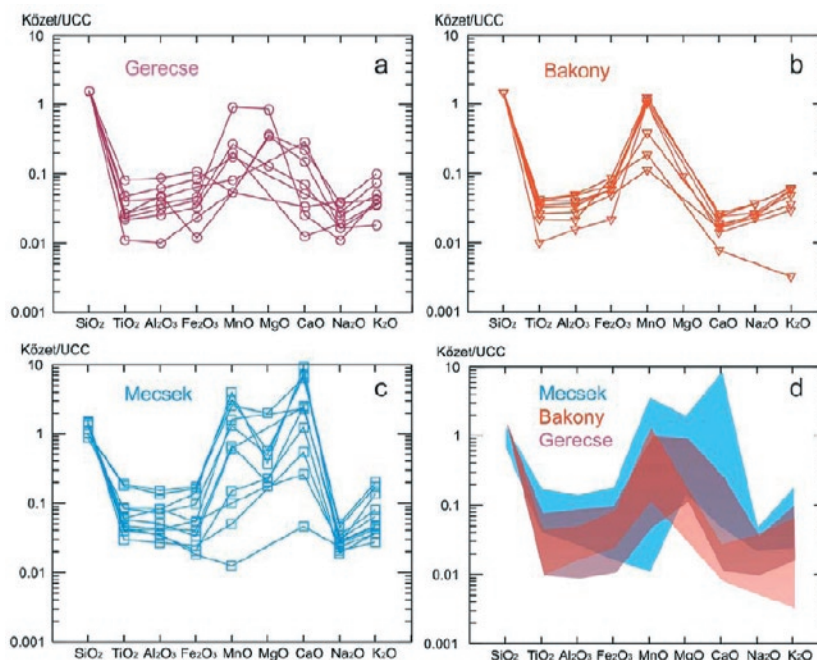 Kőzet/UCC
10
Gerecse
a
1
0.1
0.01
0.001
SiO₂ TiO₂ Al₂O₃ Fe₂O₃ MnO MgO CaO Na₂O K₂O
Kőzet/UCC
10
Bakony
b
1
0.1
0.01
0.001
SiO₂ TiO₂ Al₂O₃ Fe₂O₃ MnO MgO CaO Na₂O K₂O
Kőzet/UCC
10
Mecsek
c
1
0.1
0.01
0.001
SiO₂ TiO₂ Al₂O₃ Fe₂O₃ MnO MgO CaO Na₂O K₂O
Kőzet/UCC
10
Mecsek
d
Bakony
Gerecse
1
0.1
0.01
0.001
SiO₂ TiO₂ Al₂O₃ Fe₂O₃ MnO MgO CaO Na₂O K₂O